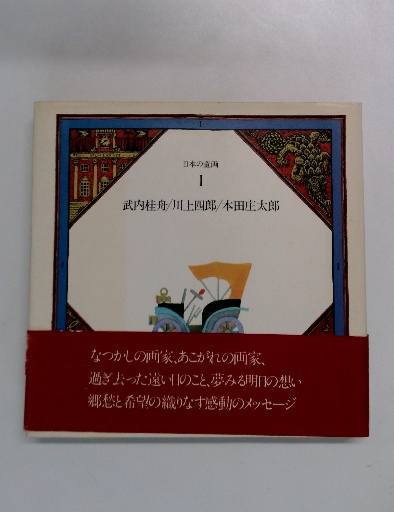 I
日本の童画
1
武内桂舟/川上四郎/本田庄太郎
なつかしの画家、あこがれの画家、
過ぎ去った遠い日のこと、夢みる明日の想い
郷愁と希望の織りなす感動のメッセージ